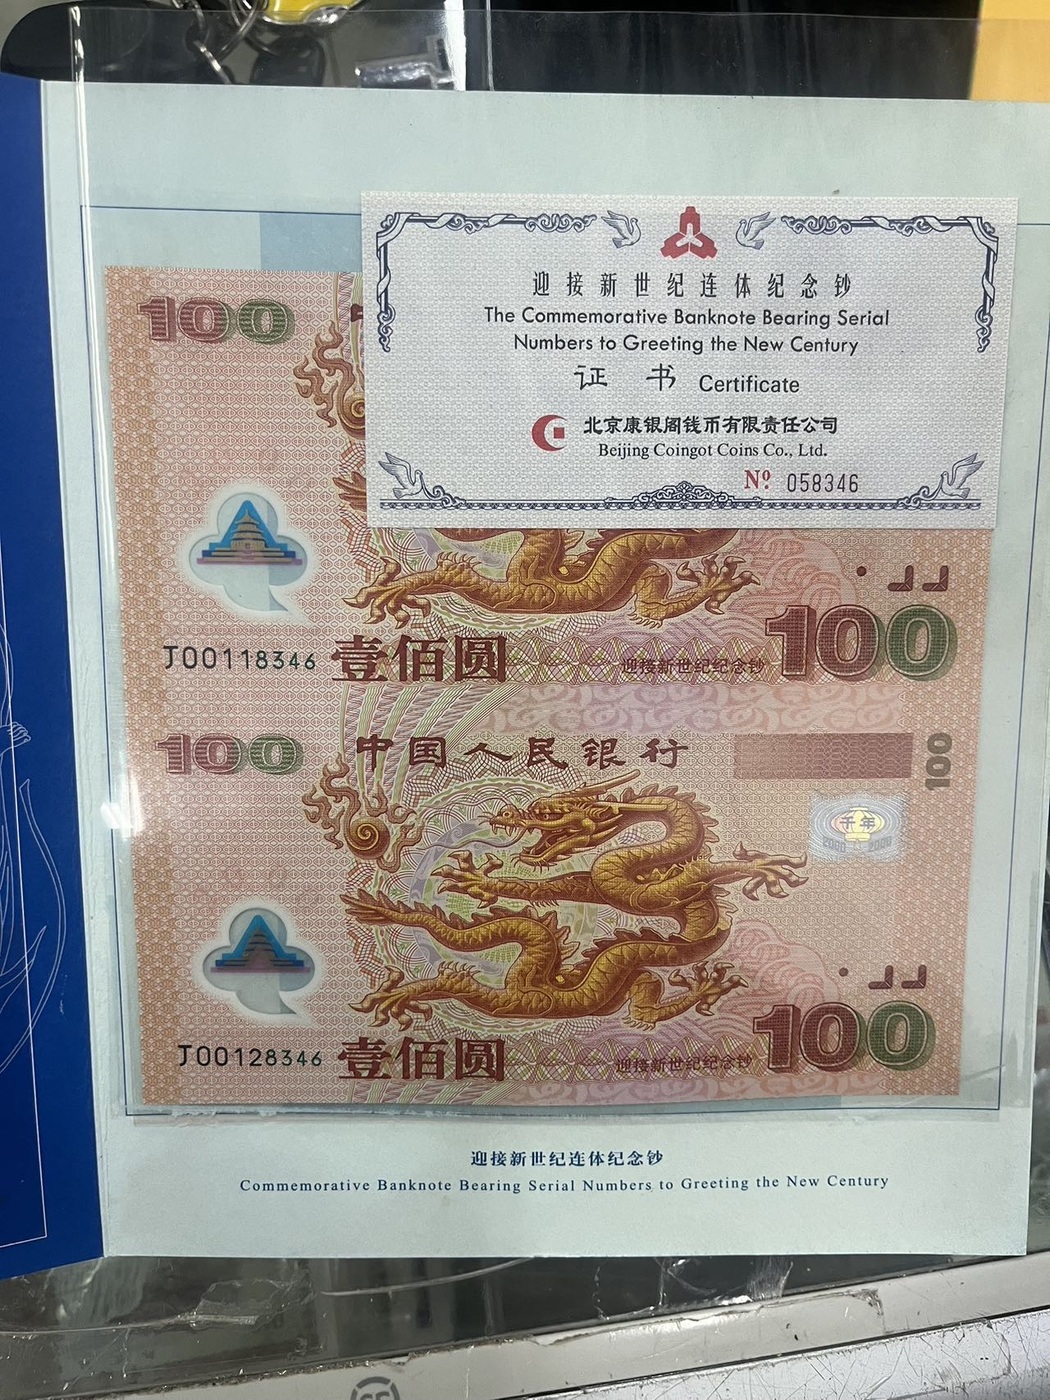 迎接新世纪连体纪念钞
The Commemorative Banknote Bearing Serial
Numbers to Greeting the New Century
证 书 Certificate
北京康银阁钱币有限责任公司
Beijing Coingot Coins Co., Ltd.
Nº 058346
100
J00118346
壹佰圆
迎接新世纪纪念钞
100
100
中国人民银行
100
千年
2000 2000
J00128346
壹佰圆
迎接新世纪纪念钞
100
迎接新世纪连体纪念钞
Commemorative Banknote Bearing Serial Numbers to Greeting the New Century